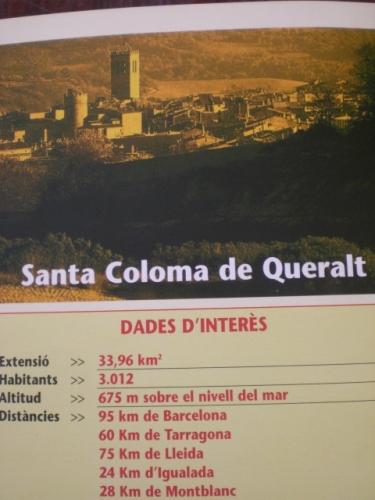 Santa Coloma de Queralt
DADES D'INTERÈS
Extensió >> 33,96 km²
Habitants >> 3.012
Altitud >> 675 m sobre el nivell del mar
Distàncies >> 95 km de Barcelona
60 Km de Tarragona
75 Km de Lleida
24 Km d'Igualada
28 Km de Montblanc